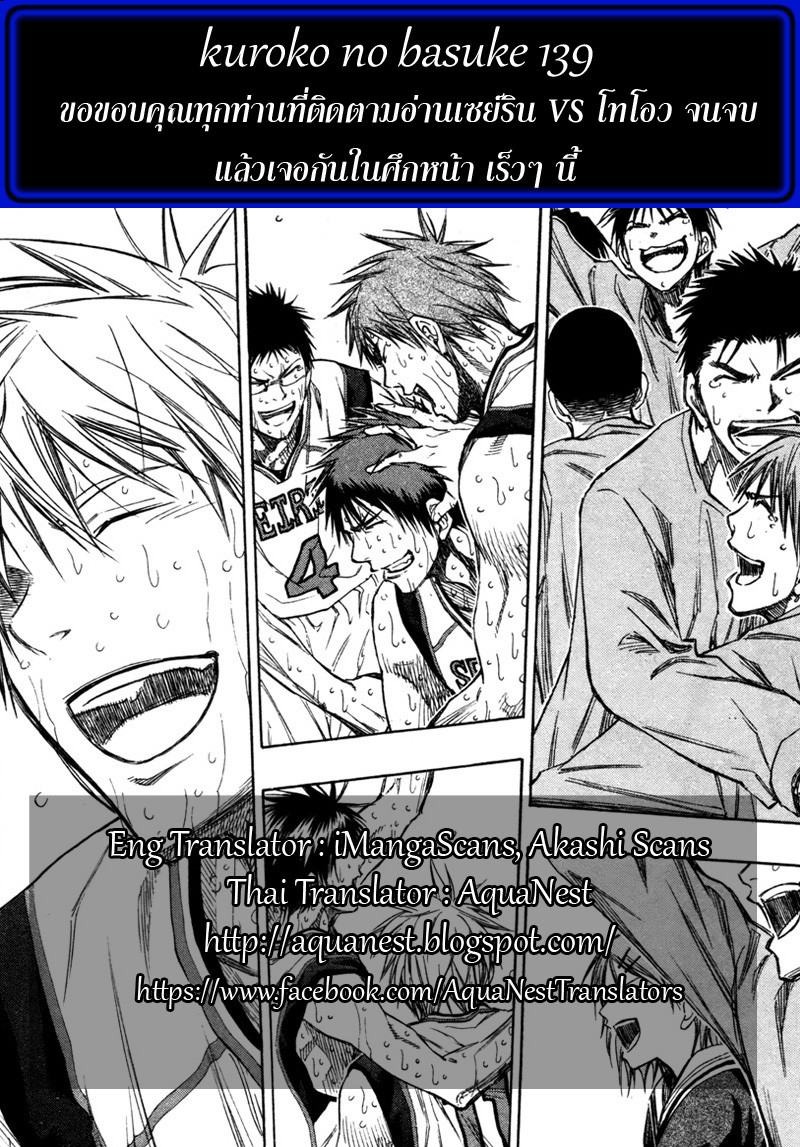 kuroko no basuke 139
ขอขอบคุณทุกท่านที่ติดตามอ่านเซย์ริน VS โทโอว จนจบ
แล้วเจอกันในศึกหน้า เร็วๆ นี้
SEIR
4
SE
Eng Translator : iMangaScans, Akashi Scans
Thai Translator : AquaNest
http://aquanest.blogspot.com/
https://www.facebook.com/AquaNestTranslators